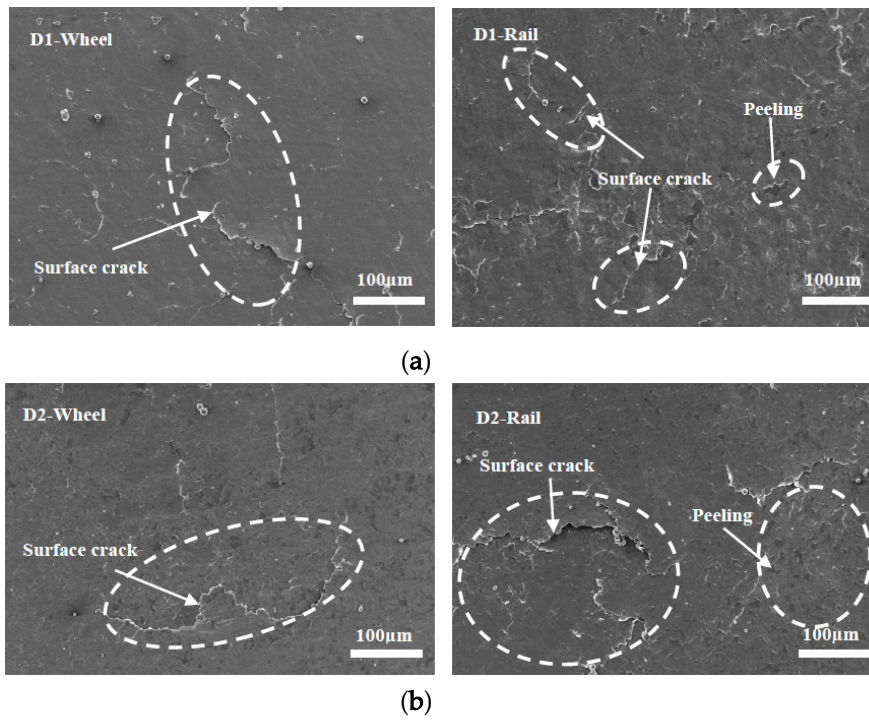 D1-Wheel
Surface crack
100µm
D1-Rail
Peeling
Surface crack
100µm
(a)
D2-Wheel
Surface crack
100µm
D2-Rail
Surface crack
Peeling
100µm
(b)